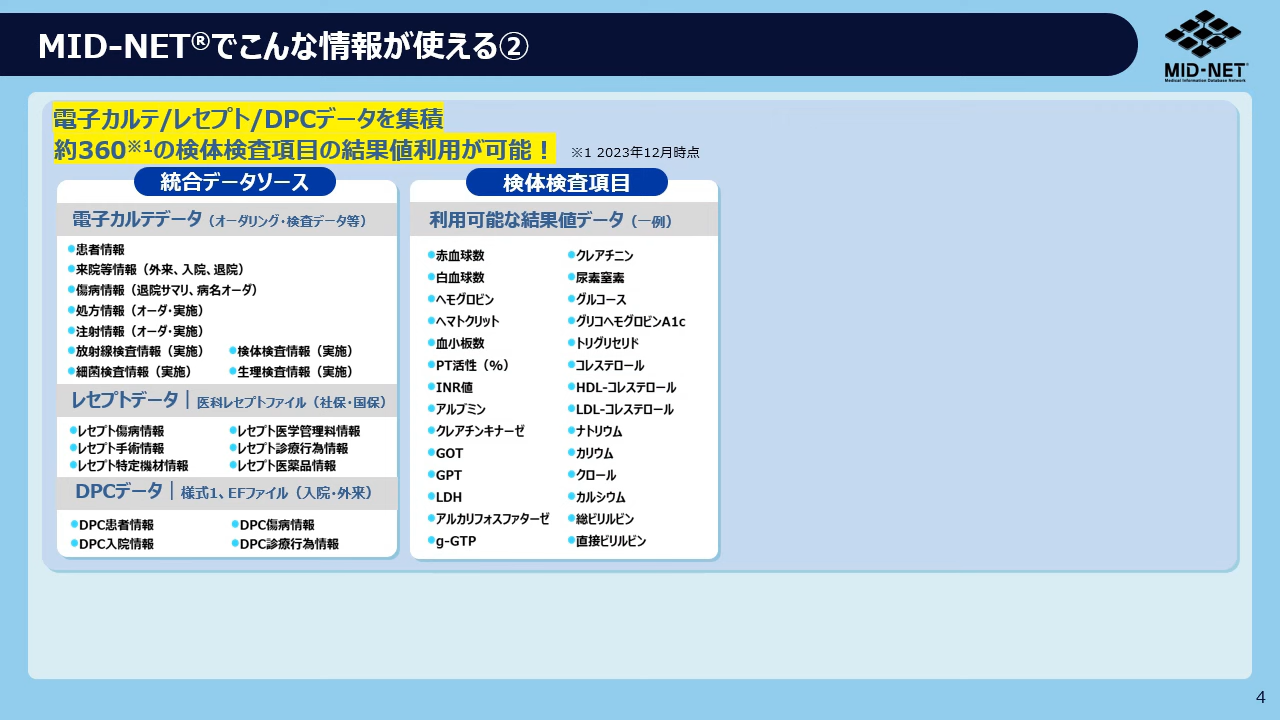 MID-NET®でこんな情報が使える②
MID-NET®
Medical Information Database Network
電子カルテ/レセプト/DPCデータを集積
約360※1の検体検査項目の結果値利用が可能！ ※1 2023年12月時点
統合データソース
電子カルテデータ（オーダリング・検査データ等）
●患者情報
●来院等情報（外来、入院、退院）
●傷病情報（退院サマリ、病名オーダ）
●処方情報（オーダ・実施）
●注射情報（オーダ・実施）
●放射線検査情報（実施） ●検体検査情報（実施）
●細菌検査情報（実施） ●生理検査情報（実施）
レセプトデータ｜医科レセプトファイル（社保・国保）
●レセプト傷病情報 ●レセプト医学管理料情報
●レセプト手術情報 ●レセプト診療行為情報
●レセプト特定機材情報 ●レセプト医薬品情報
DPCデータ｜様式1、EFファイル（入院・外来）
●DPC患者情報 ●DPC傷病情報
●DPC入院情報 ●DPC診療行為情報
検体検査項目
利用可能な結果値データ（一例）
●赤血球数 ●クレアチニン
●白血球数 ●尿素窒素
●ヘモグロビン ●グルコース
●ヘマトクリット ●グリコヘモグロビンA1c
●血小板数 ●トリグリセリド
●PT活性（%） ●コレステロール
●INR値 ●HDL-コレステロール
●アルブミン ●LDL-コレステロール
●クレアチンキナーゼ ●ナトリウム
●GOT ●カリウム
●GPT ●クロール
●LDH ●カルシウム
●アルカリフォスファターゼ ●総ビリルビン
●g-GTP ●直接ビリルビン
4